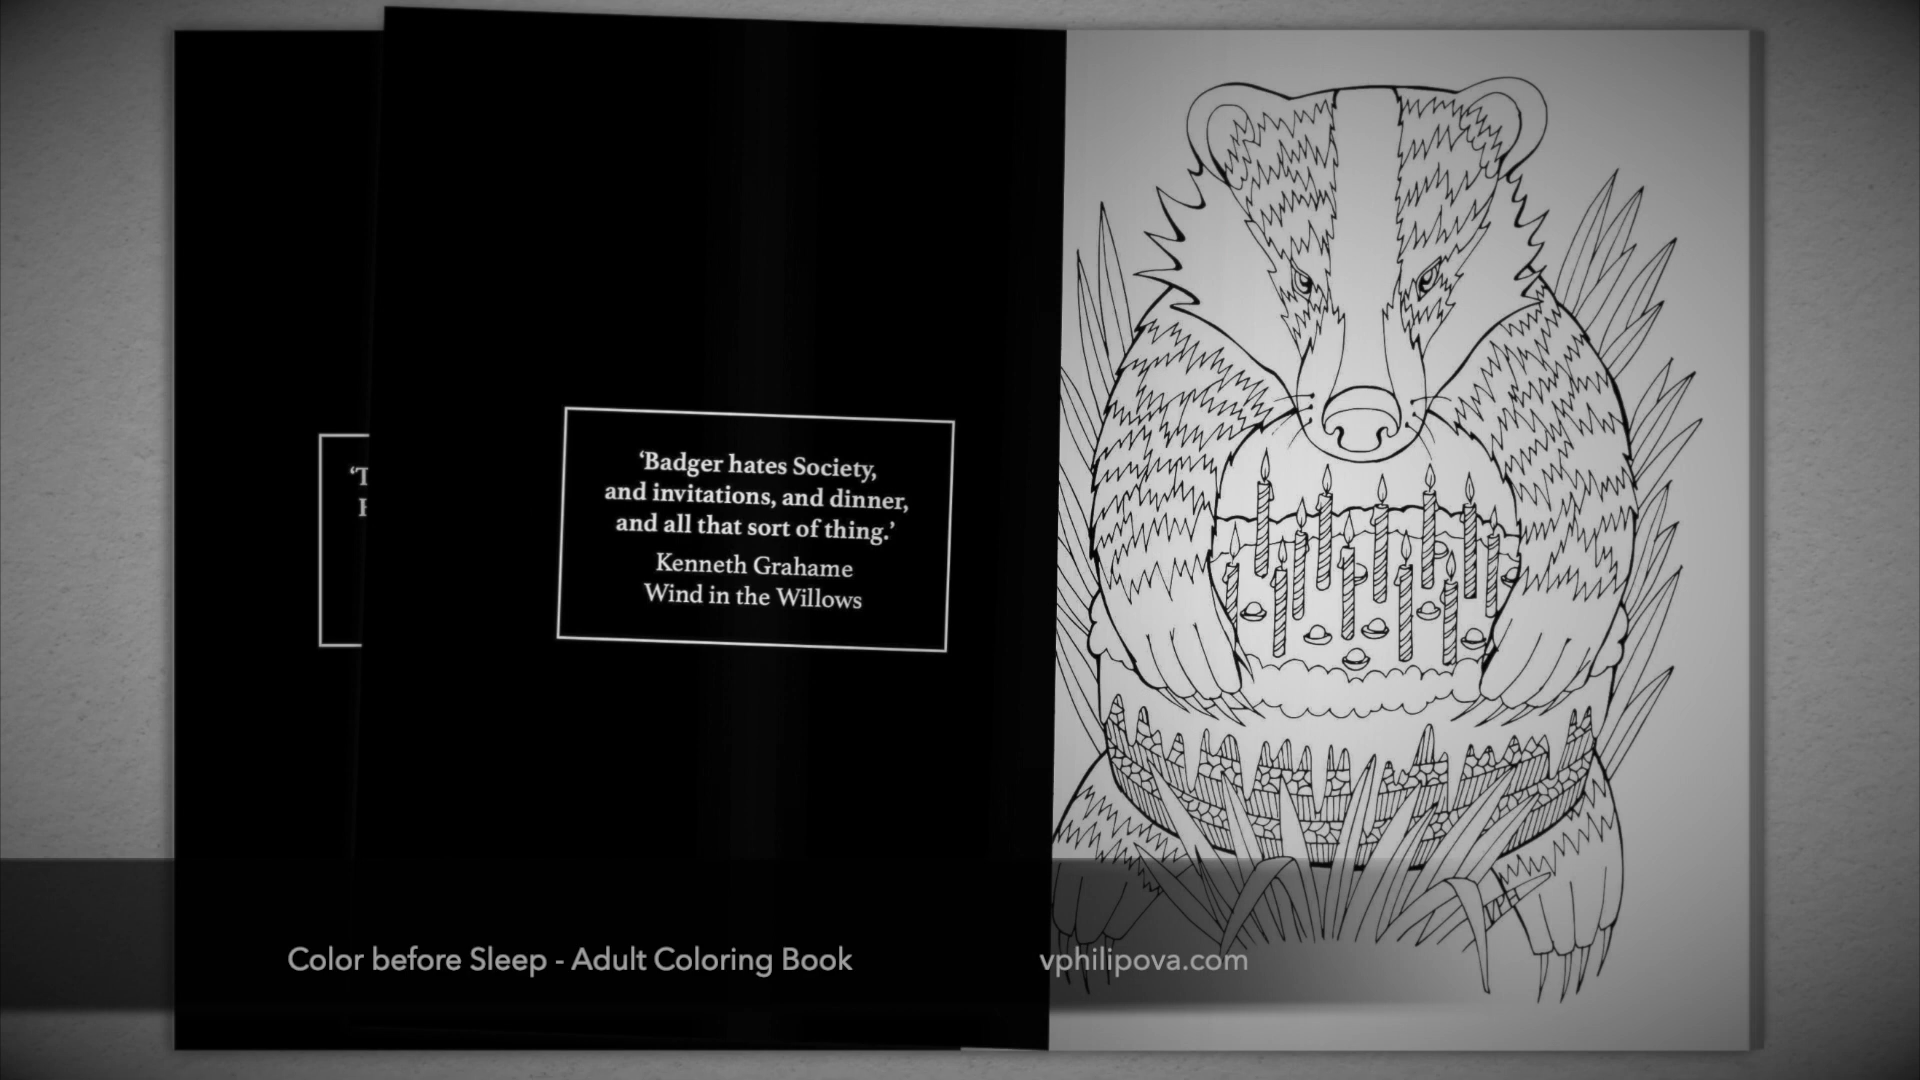 ‘T
‘Badger hates Society,
and invitations, and dinner,
and all that sort of thing.’
Kenneth Grahame
Wind in the Willows
Color before Sleep - Adult Coloring Book
vphilipova.com